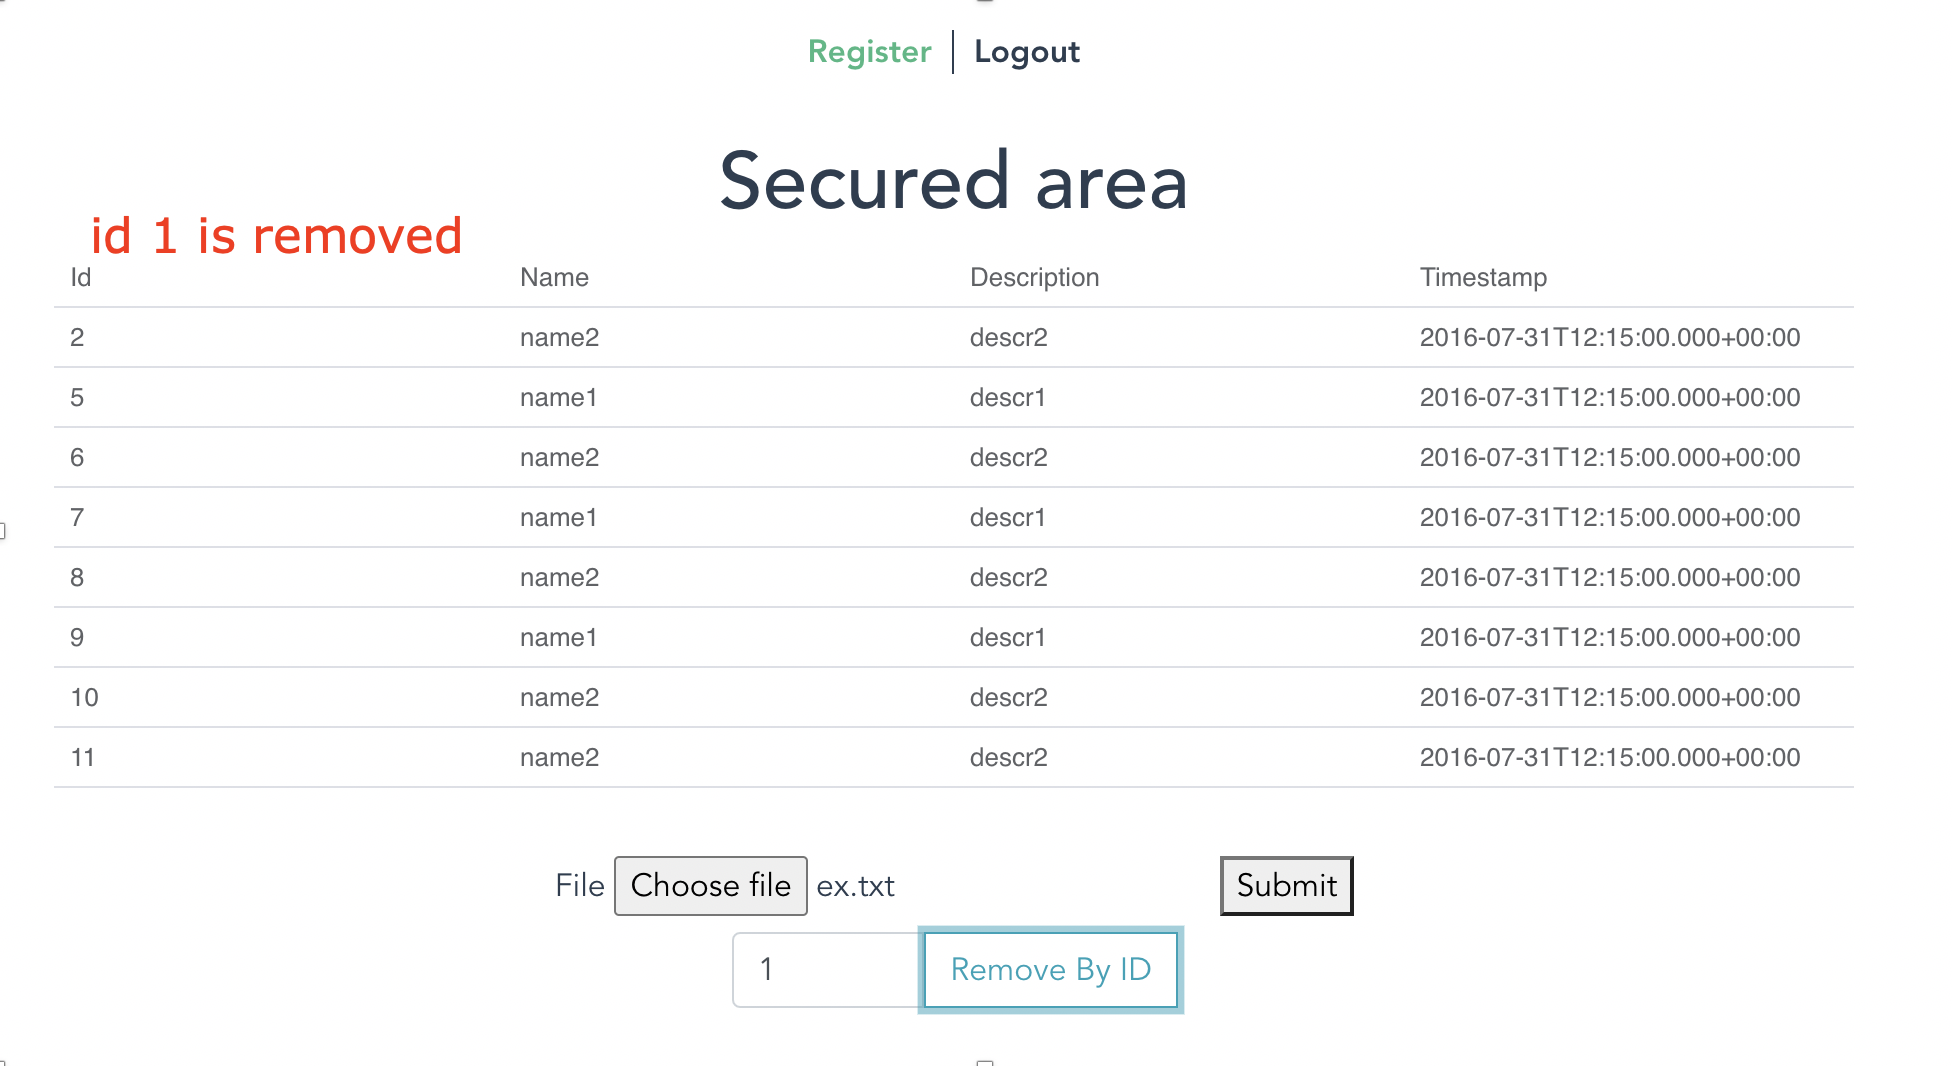 Register Logout
Secured area
id 1 is removed
Id Name Description Timestamp
2 name2 descr2 2016-07-31T12:15:00.000+00:00
5 name1 descr1 2016-07-31T12:15:00.000+00:00
6 name2 descr2 2016-07-31T12:15:00.000+00:00
7 name1 descr1 2016-07-31T12:15:00.000+00:00
8 name2 descr2 2016-07-31T12:15:00.000+00:00
9 name1 descr1 2016-07-31T12:15:00.000+00:00
10 name2 descr2 2016-07-31T12:15:00.000+00:00
11 name2 descr2 2016-07-31T12:15:00.000+00:00
File Choose file ex.txt Submit
1 Remove By ID